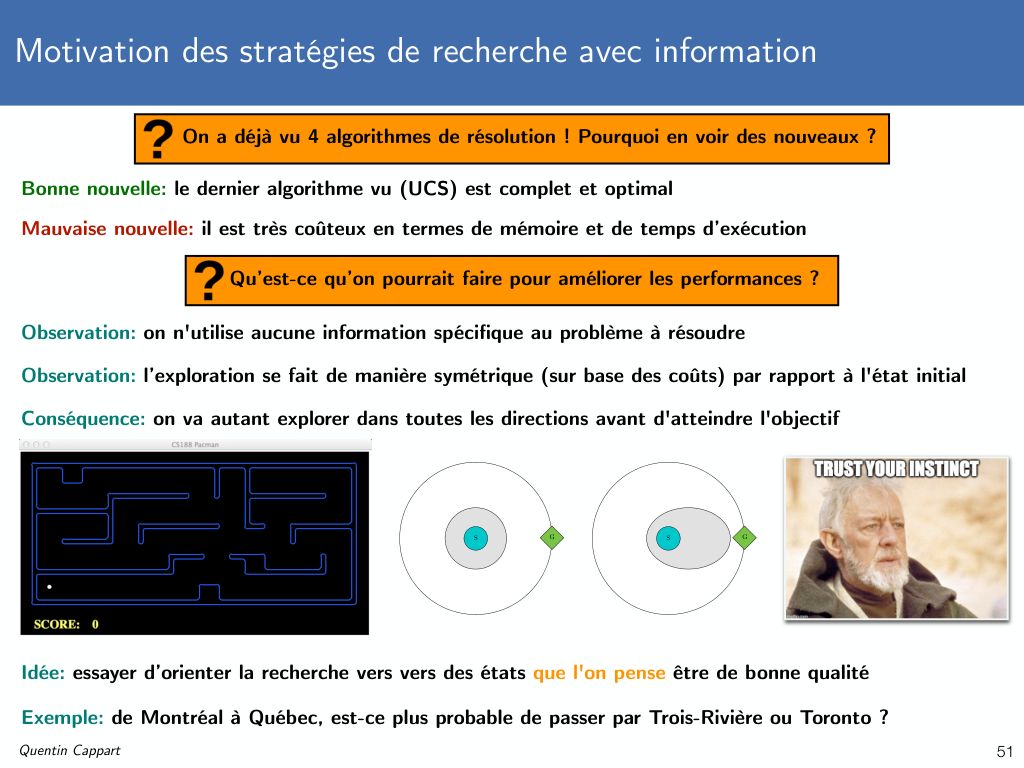 Motivation des stratégies de recherche avec information
? On a déjà vu 4 algorithmes de résolution ! Pourquoi en voir des nouveaux ?
Bonne nouvelle: le dernier algorithme vu (UCS) est complet et optimal
Mauvaise nouvelle: il est très coûteux en termes de mémoire et de temps d'exécution
? Qu'est-ce qu'on pourrait faire pour améliorer les performances ?
Observation: on n'utilise aucune information spécifique au problème à résoudre
Observation: l'exploration se fait de manière symétrique (sur base des coûts) par rapport à l'état initial
Conséquence: on va autant explorer dans toutes les directions avant d'atteindre l'objectif
CS188 Pacman
SCORE: 0
S
G
S
G
TRUST YOUR INSTINCT
Idée: essayer d'orienter la recherche vers vers des états que l'on pense être de bonne qualité
Exemple: de Montréal à Québec, est-ce plus probable de passer par Trois-Rivière ou Toronto ?
Quentin Cappart
51